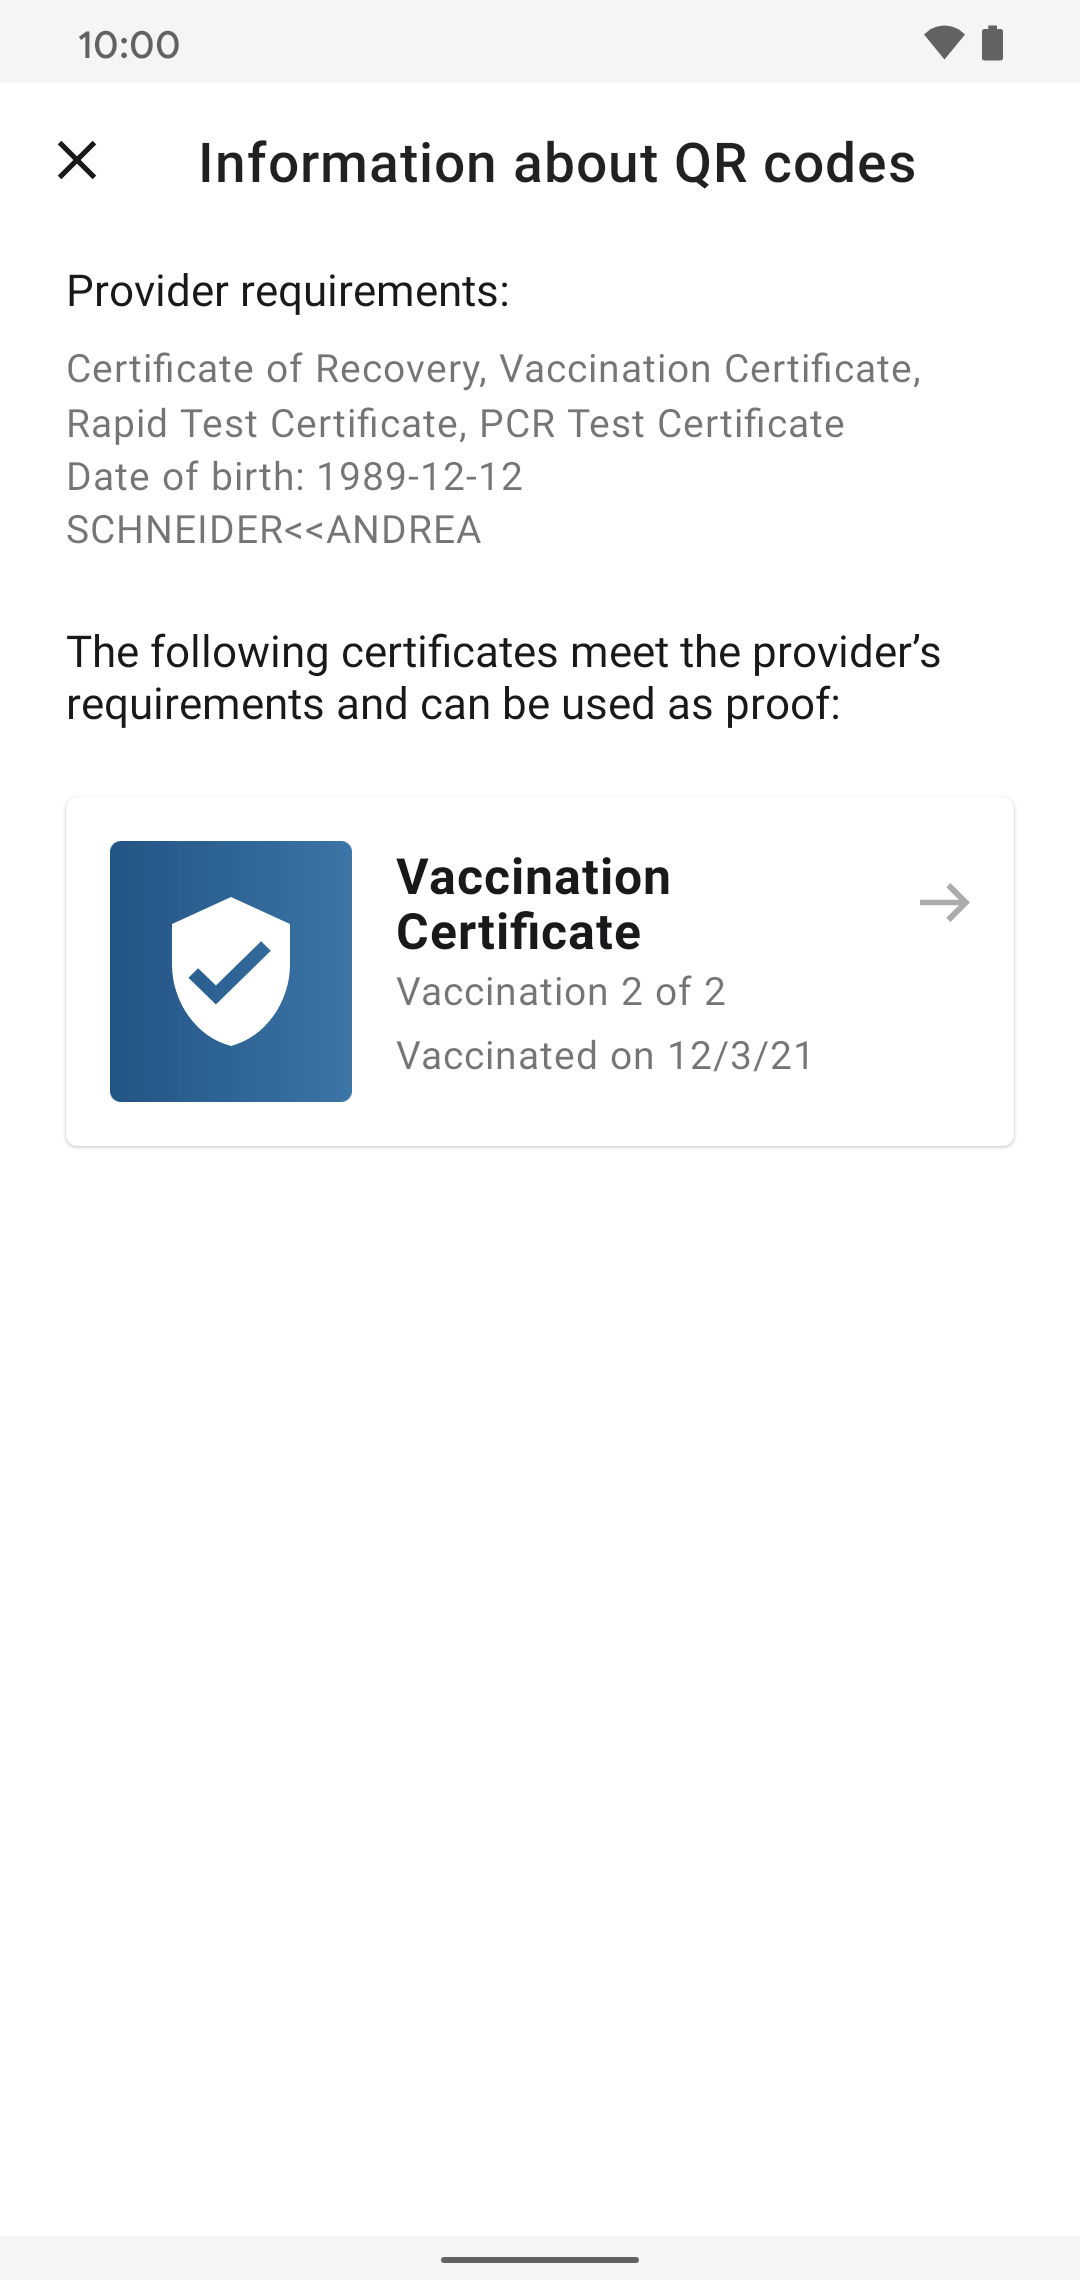 10:00
Information about QR codes
Provider requirements:
Certificate of Recovery, Vaccination Certificate,
Rapid Test Certificate, PCR Test Certificate
Date of birth: 1989-12-12
SCHNEIDER<<ANDREA
The following certificates meet the provider’s
requirements and can be used as proof:
Vaccination
Certificate
Vaccination 2 of 2
Vaccinated on 12/3/21